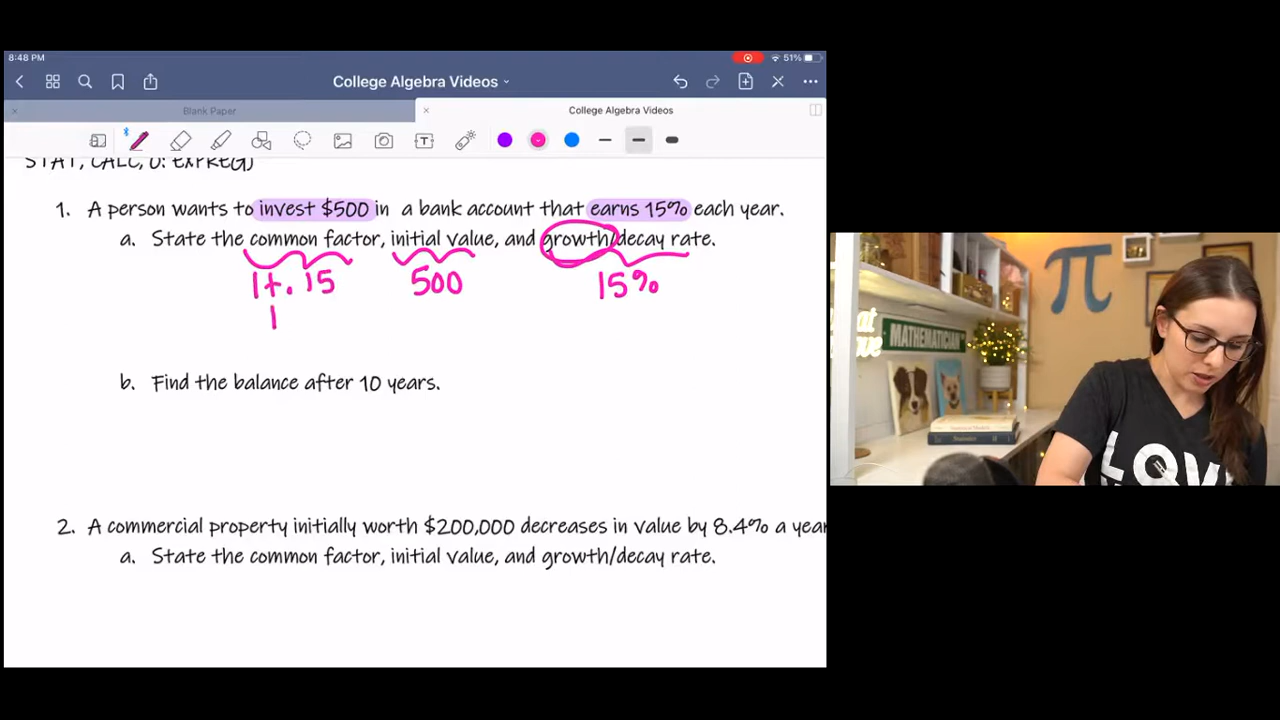 8:48 PM
51%
College Algebra Videos
Blank Paper
College Algebra Videos
STAT, CALC, 0: EXPRE(G)
1. A person wants to invest $500 in a bank account that earns 15% each year.
a. State the common factor, initial value, and growth/decay rate.
1+.15 500 15%
1
b. Find the balance after 10 years.
2. A commercial property initially worth $200,000 decreases in value by 8.4% a year
a. State the common factor, initial value, and growth/decay rate.
MATHEMATICIAN
π
LOV